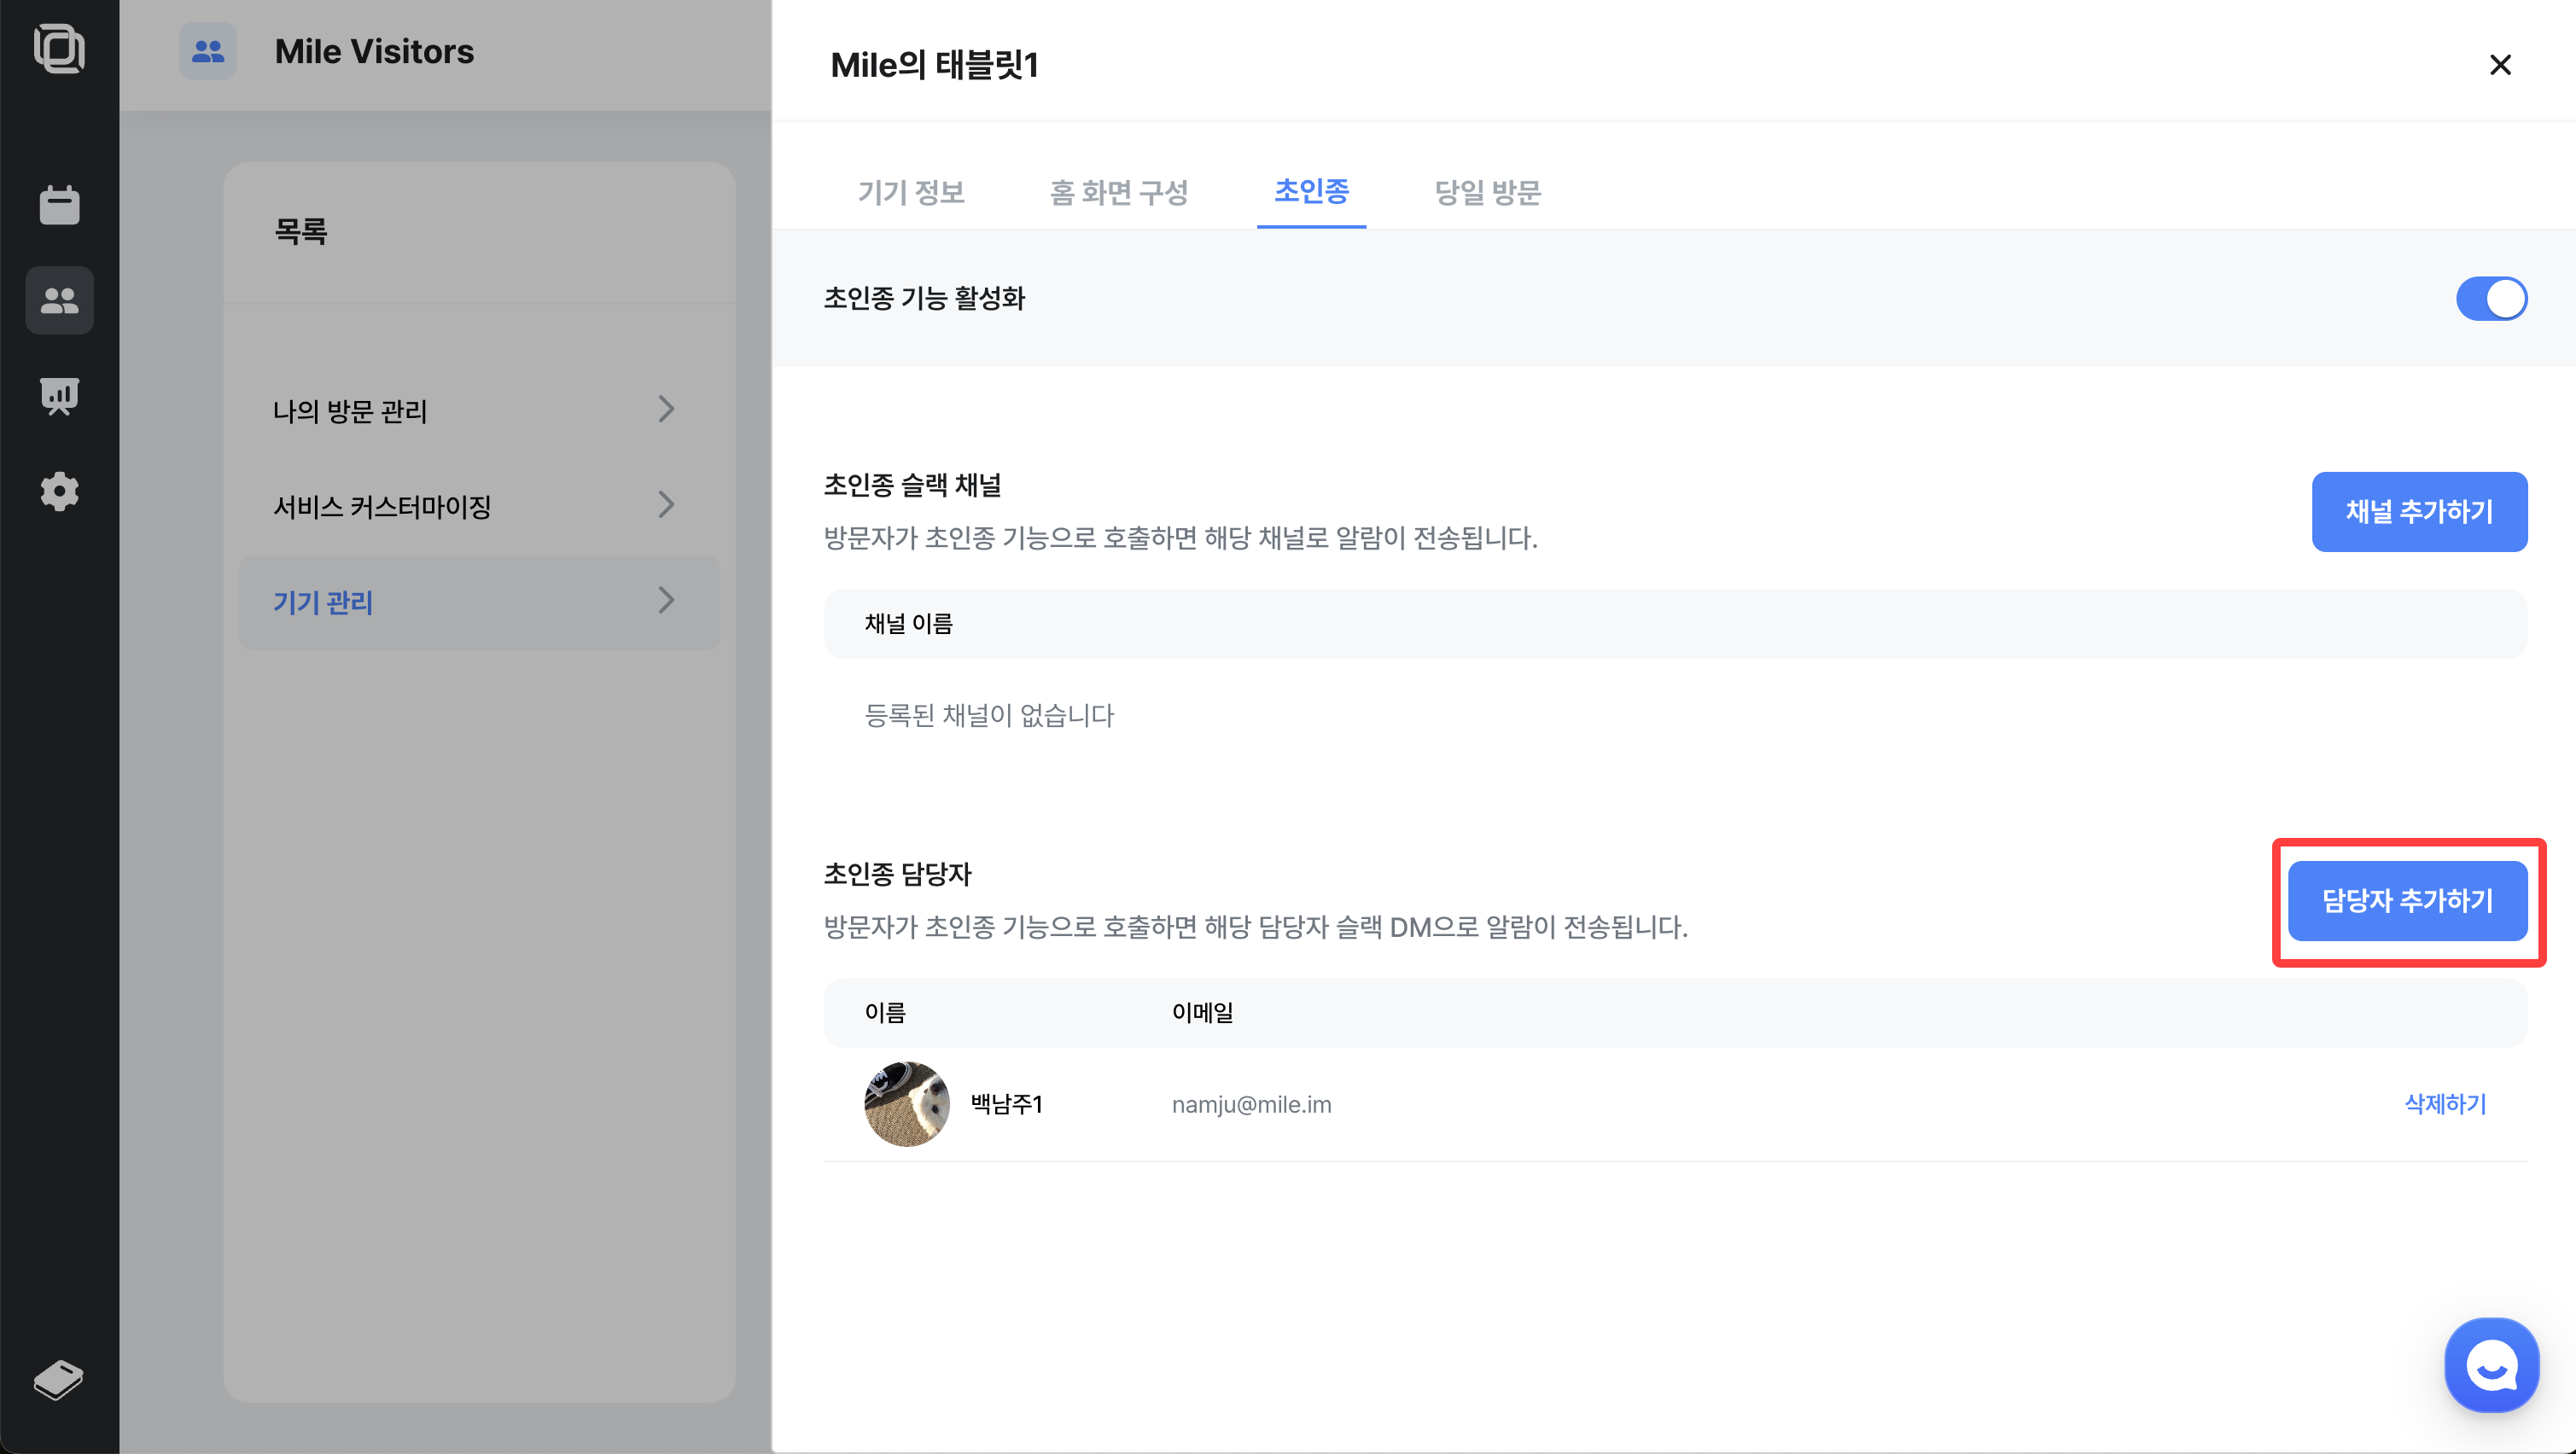 Mile Visitors
목록
나의 방문 관리
서비스 커스터마이징
기기 관리
Mile의 태블릿1
기기 정보
홈 화면 구성
초인종
당일 방문
초인종 기능 활성화
초인종 슬랙 채널
방문자가 초인종 기능으로 호출하면 해당 채널로 알람이 전송됩니다.
채널 추가하기
채널 이름
등록된 채널이 없습니다
초인종 담당자
방문자가 초인종 기능으로 호출하면 해당 담당자 슬랙 DM으로 알람이 전송됩니다.
담당자 추가하기
이름 이메일
백남주1 namju@mile.im 삭제하기